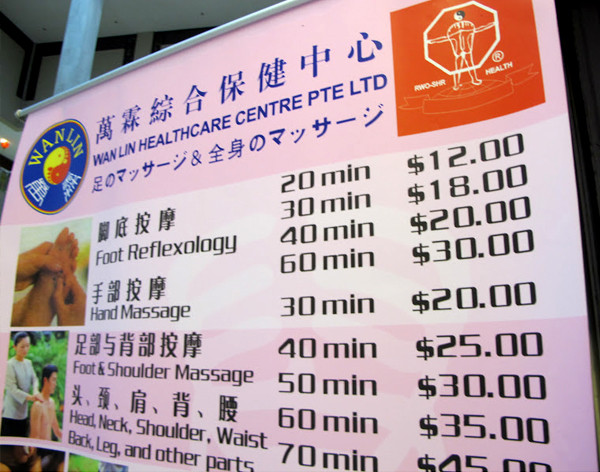 萬霖綜合保健中心
WAN LIN HEALTHCARE CENTRE PTE LTD
足のマッサージ & 全身のマッサージ
WAN LIN
RWO-SHR HEALTH
®
脚底按摩
Foot Reflexology
20 min $12.00
30 min $18.00
40 min $20.00
60 min $30.00
手部按摩
Hand Massage
30 min $20.00
足部与背部按摩
Foot & Shoulder Massage
40 min $25.00
50 min $30.00
头、颈、肩、背、腰
Head, Neck, Shoulder, Waist
Back, Leg, and other parts
60 min $35.00
70 min $45.00